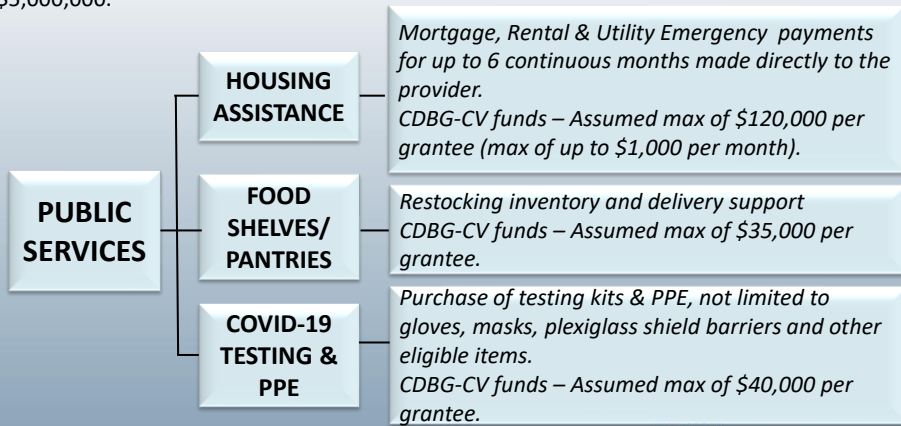 $5,000,000.
PUBLIC
SERVICES
HOUSING
ASSISTANCE
Mortgage, Rental & Utility Emergency payments
for up to 6 continuous months made directly to the
provider.
CDBG-CV funds – Assumed max of $120,000 per
grantee (max of up to $1,000 per month).
FOOD
SHELVES/
PANTRIES
Restocking inventory and delivery support
CDBG-CV funds – Assumed max of $35,000 per
grantee.
COVID-19
TESTING &
PPE
Purchase of testing kits & PPE, not limited to
gloves, masks, plexiglass shield barriers and other
eligible items.
CDBG-CV funds – Assumed max of $40,000 per
grantee.